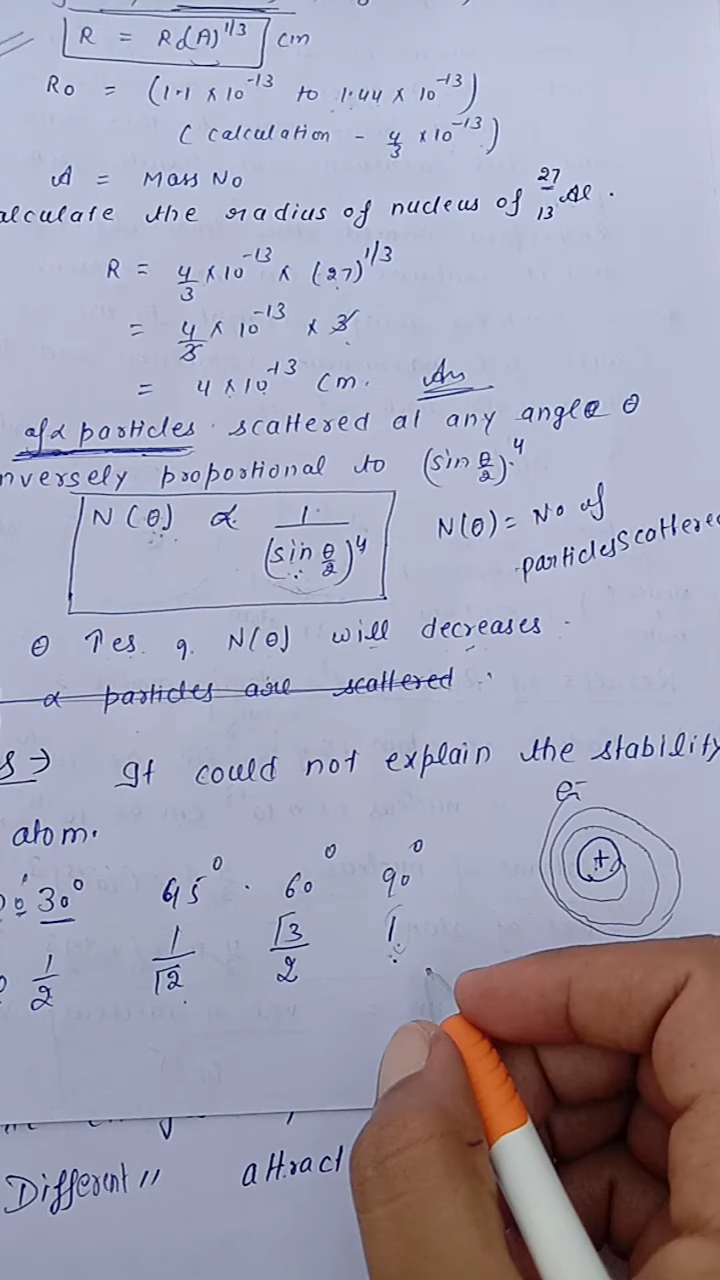 R = R₀(A)^1/3 cm
R₀ = (1.1 × 10^-13 to 1.44 × 10^-13)
( calculation - 4/3 × 10^-13 )
A = Mass No
alculate the radius of nucleus of 27 13 Al.
R = 4/3 × 10^-13 × (27)^1/3
= 4/3 × 10^-13 × 3
= 4 × 10^-13 cm. Ans
of α particles scattered at any angle θ
nversely proportional to (sin θ/2)^4
N(θ) ∝ 1/(sin θ/2)^4
N(θ) = No of
particles scattere
θ ↑es, N(θ) will decreases.
α particles are scattered.
s → It could not explain the stability
atom.
e-
+
0° 30° 45° 60° 90°
0 1/2 1/√2 √3/2 1
Different " attract